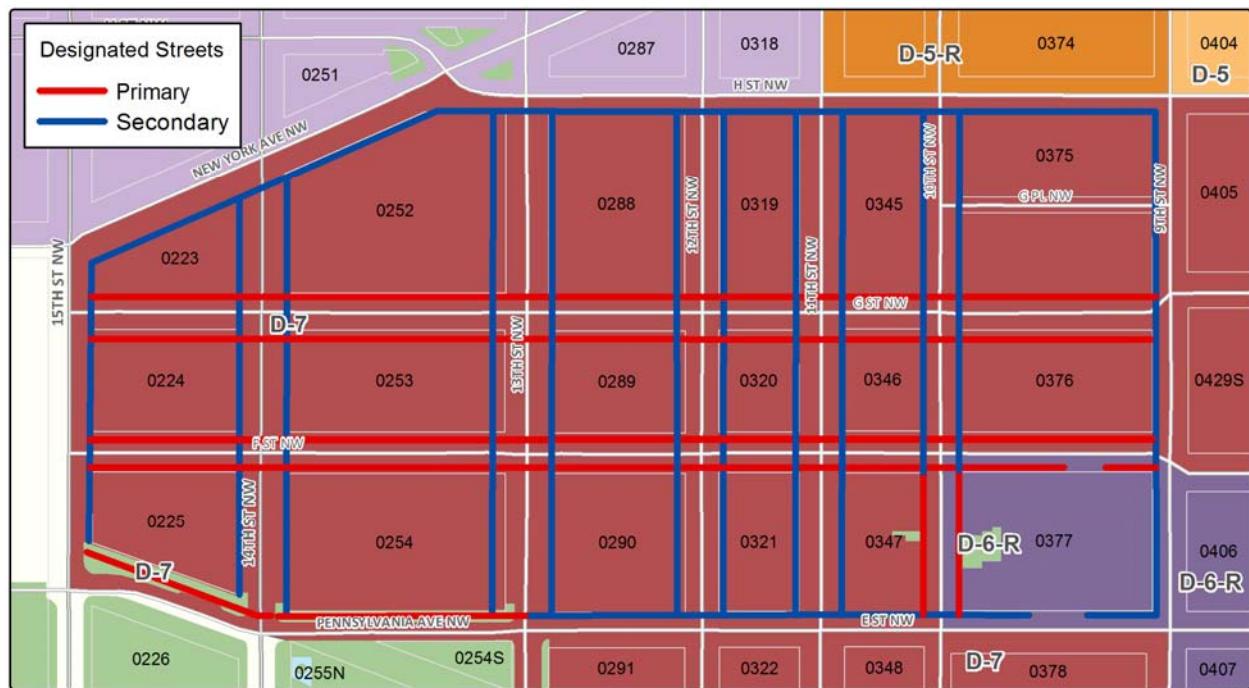 H ST NW
Designated Streets
Primary
Secondary
0251
0287
0318
D-5-R
0374
0404
D-5
H ST NW
NEW YORK AVE NW
0375
0252
0288
12TH ST NW
0319
0345
10TH ST NW
G PL NW
9TH ST NW
0405
0223
15TH ST NW
11TH ST NW
G ST NW
D-7
13TH ST NW
0224
0253
0289
0320
0346
0376
0429S
F ST NW
0225
14TH ST NW
0254
0290
0321
0347
D-6-R
0377
0406
D-7
D-6-R
PENNSYLVANIA AVE NW
E ST NW
0226
0255N
0254S
0291
0322
0348
D-7
0378
0407